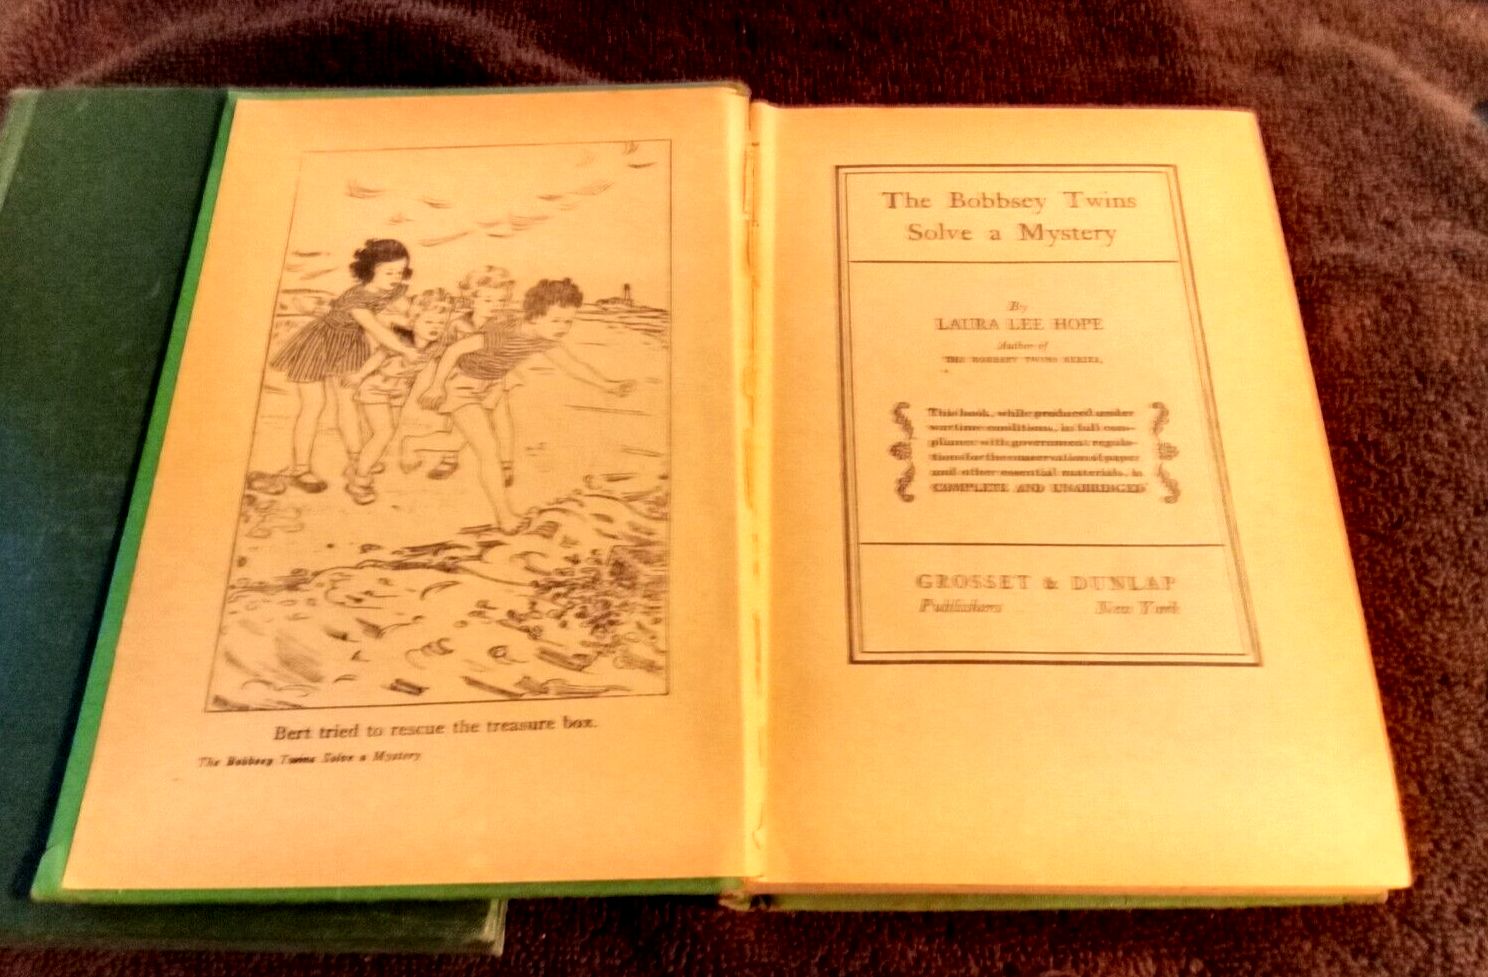 Bert tried to rescue the treasure box.
The Bobbsey Twins Solve a Mystery
The Bobbsey Twins
Solve a Mystery
By
LAURA LEE HOPE
Author of
THE BOBBSEY TWINS SERIES,
This book, while produced under
wartime conditions, in full com-
pliance with government regula-
tions for the conservation of paper
and other essential materials, is
COMPLETE AND UNABRIDGED
GROSSET & DUNLAP
Publishers New York